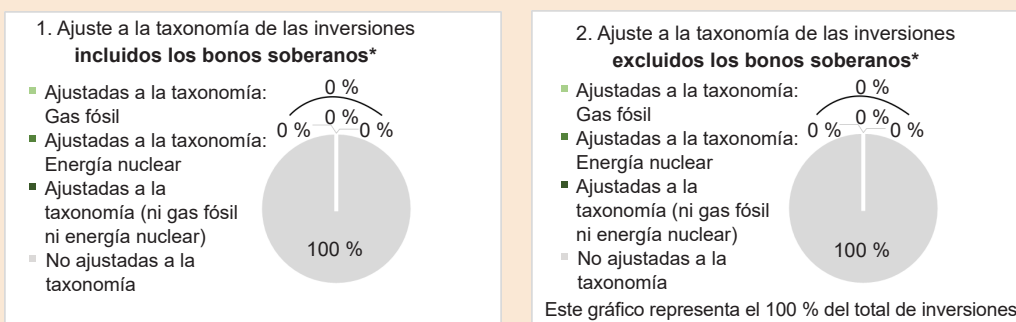 1. Ajuste a la taxonomía de las inversiones
incluidos los bonos soberanos*
Ajustadas a la taxonomía:
Gas fósil
Ajustadas a la taxonomía:
Energía nuclear
Ajustadas a la
taxonomía (ni gas fósil
ni energía nuclear)
No ajustadas a la
taxonomía
0 %
0 %
0 %
0 %
100 %
2. Ajuste a la taxonomía de las inversiones
excluidos los bonos soberanos*
Ajustadas a la taxonomía:
Gas fósil
Ajustadas a la taxonomía:
Energía nuclear
Ajustadas a la
taxonomía (ni gas fósil
ni energía nuclear)
No ajustadas a la
taxonomía
0 %
0 %
0 %
0 %
100 %
Este gráfico representa el 100 % del total de inversiones